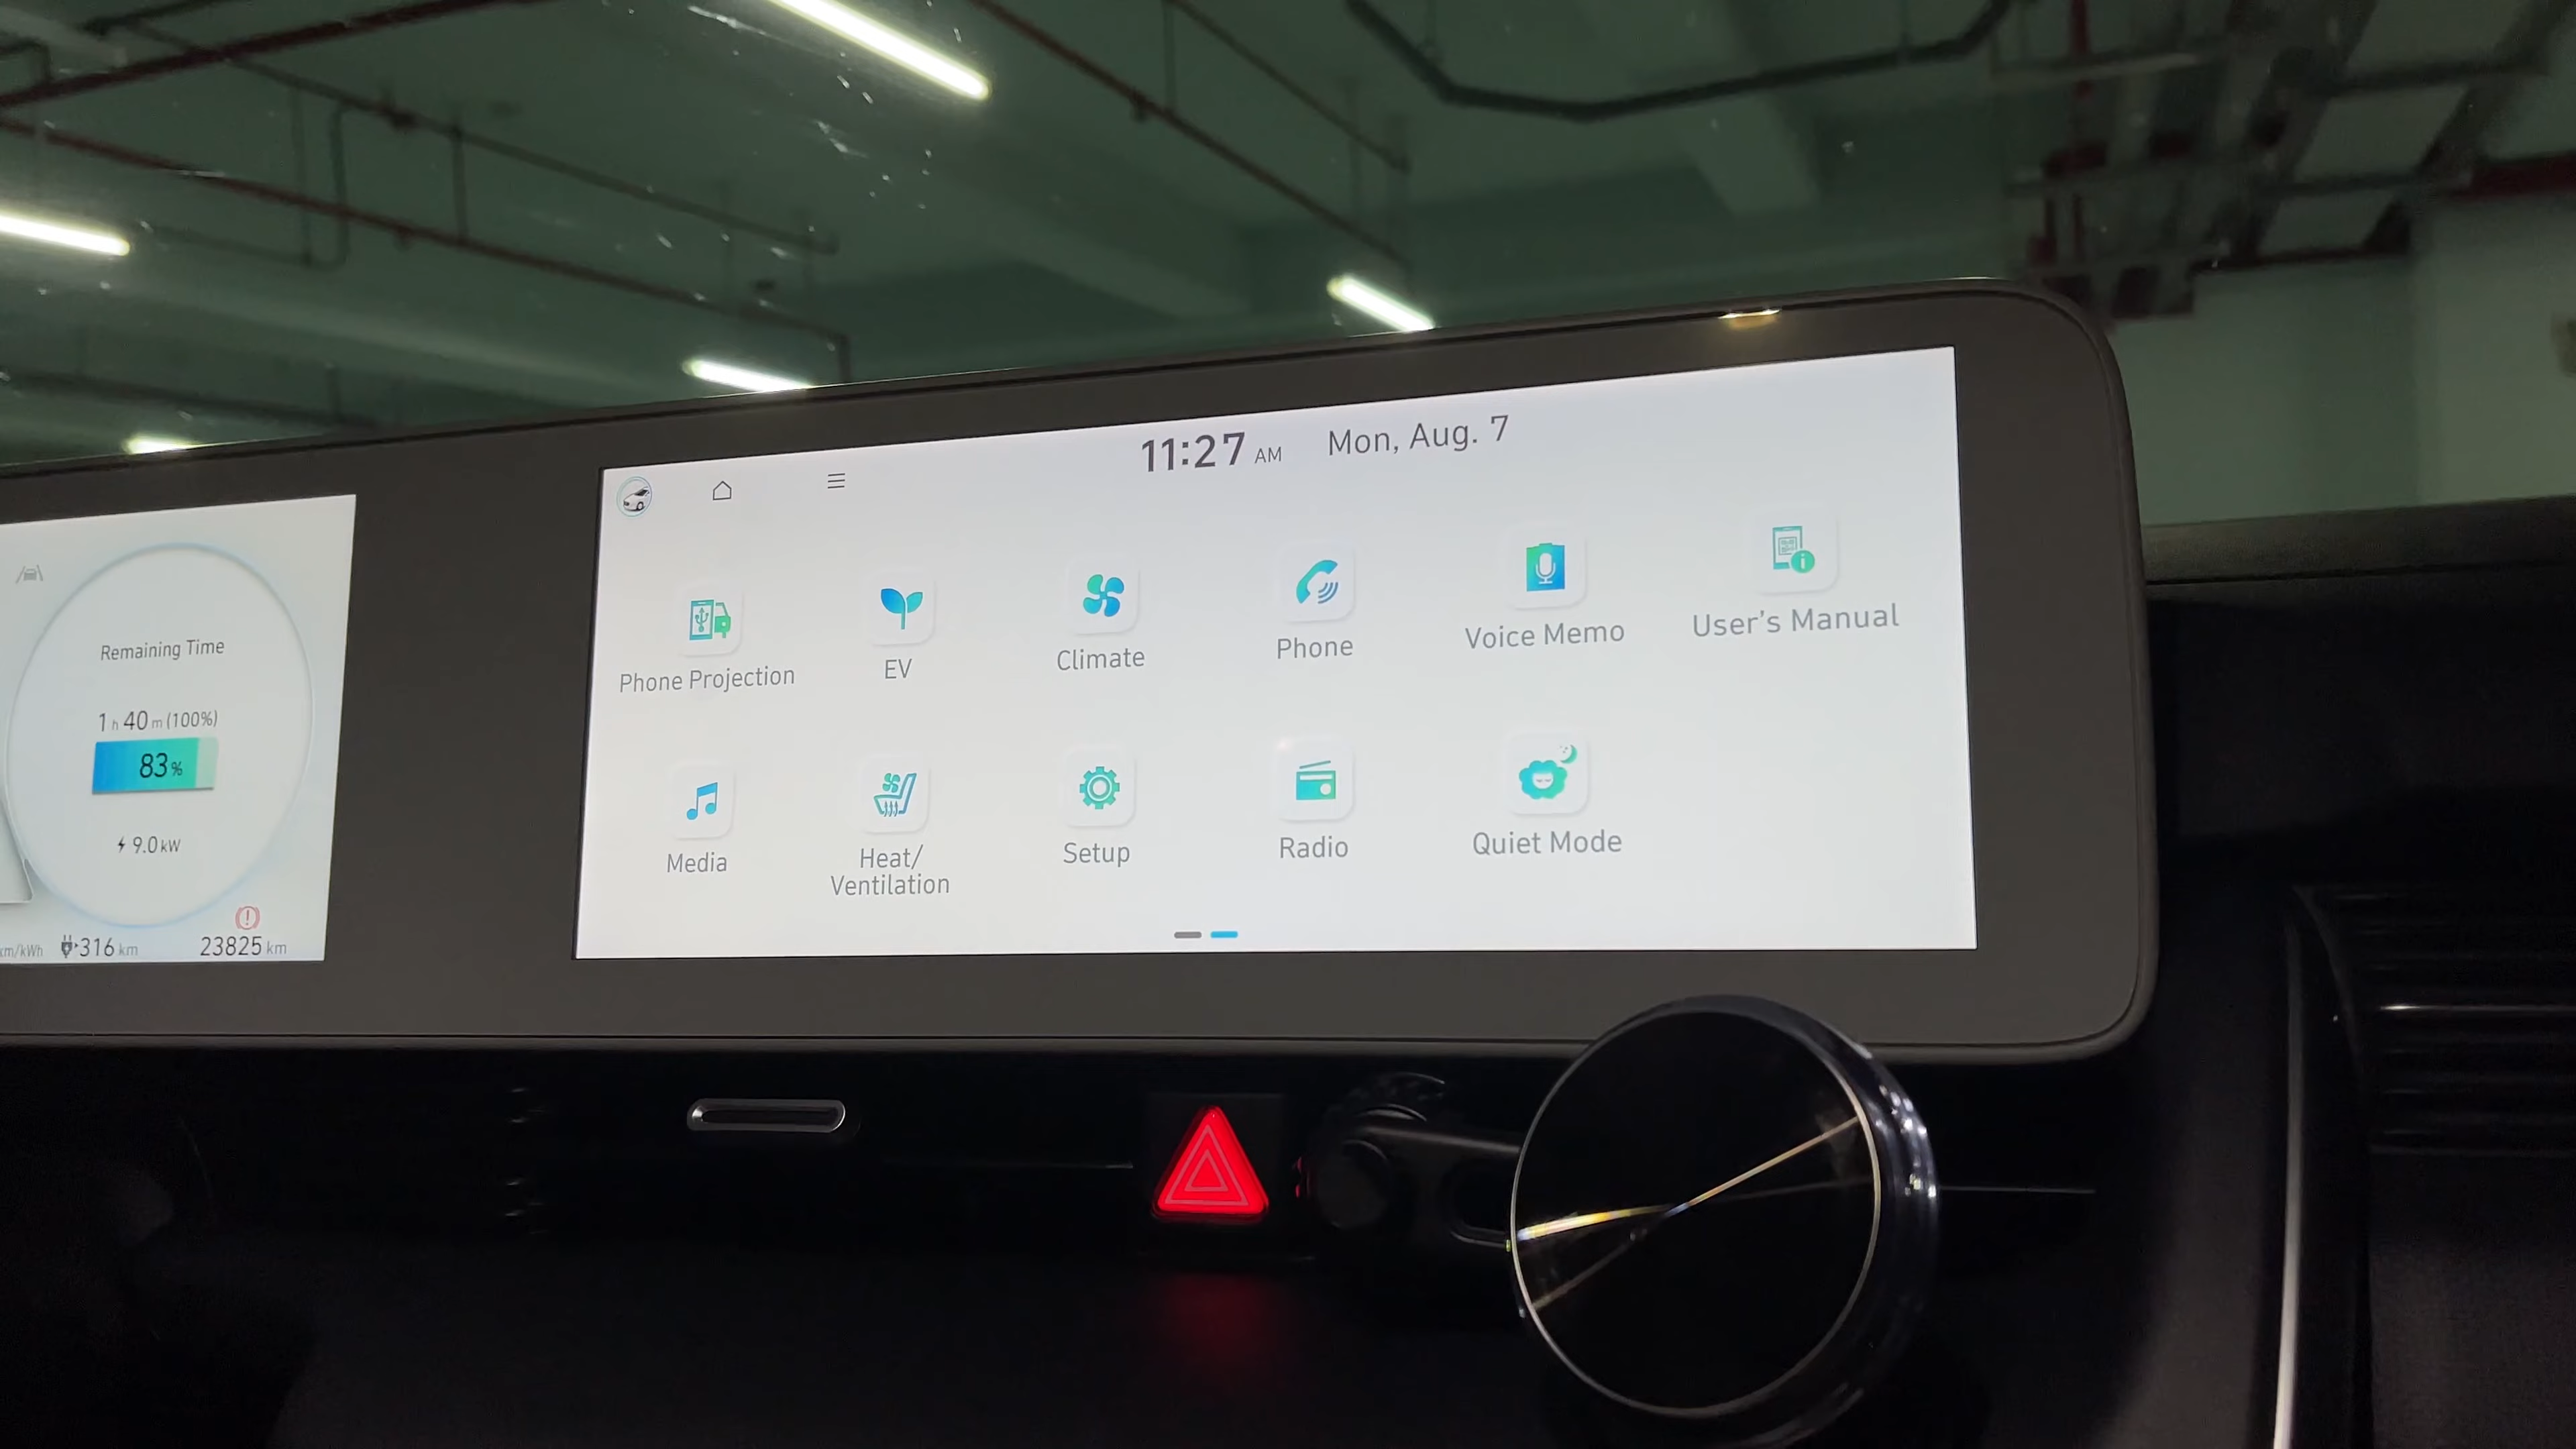 11:27 AM Mon, Aug. 7
Phone Projection
EV
Climate
Phone
Voice Memo
User's Manual
Media
Heat/
Ventilation
Setup
Radio
Quiet Mode
Remaining Time
1 h 40 m (100%)
83%
9.0 kW
km/kWh 316 km 23825 km